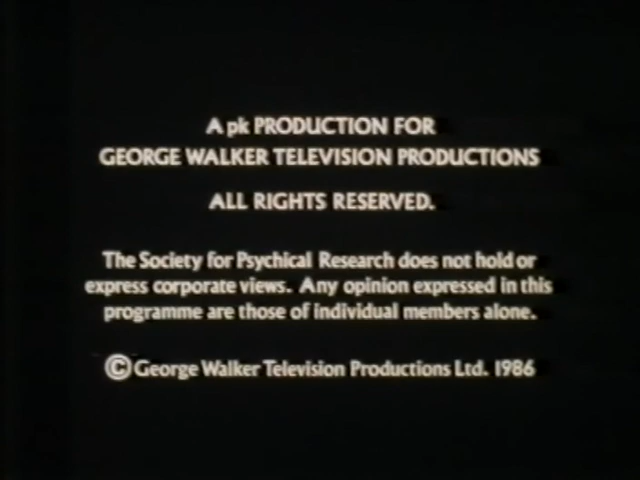 A pk PRODUCTION FOR
GEORGE WALKER TELEVISION PRODUCTIONS
ALL RIGHTS RESERVED.
The Society for Psychical Research does not hold or
express corporate views. Any opinion expressed in this
programme are those of individual members alone.
©George Walker Television Productions Ltd. 1986